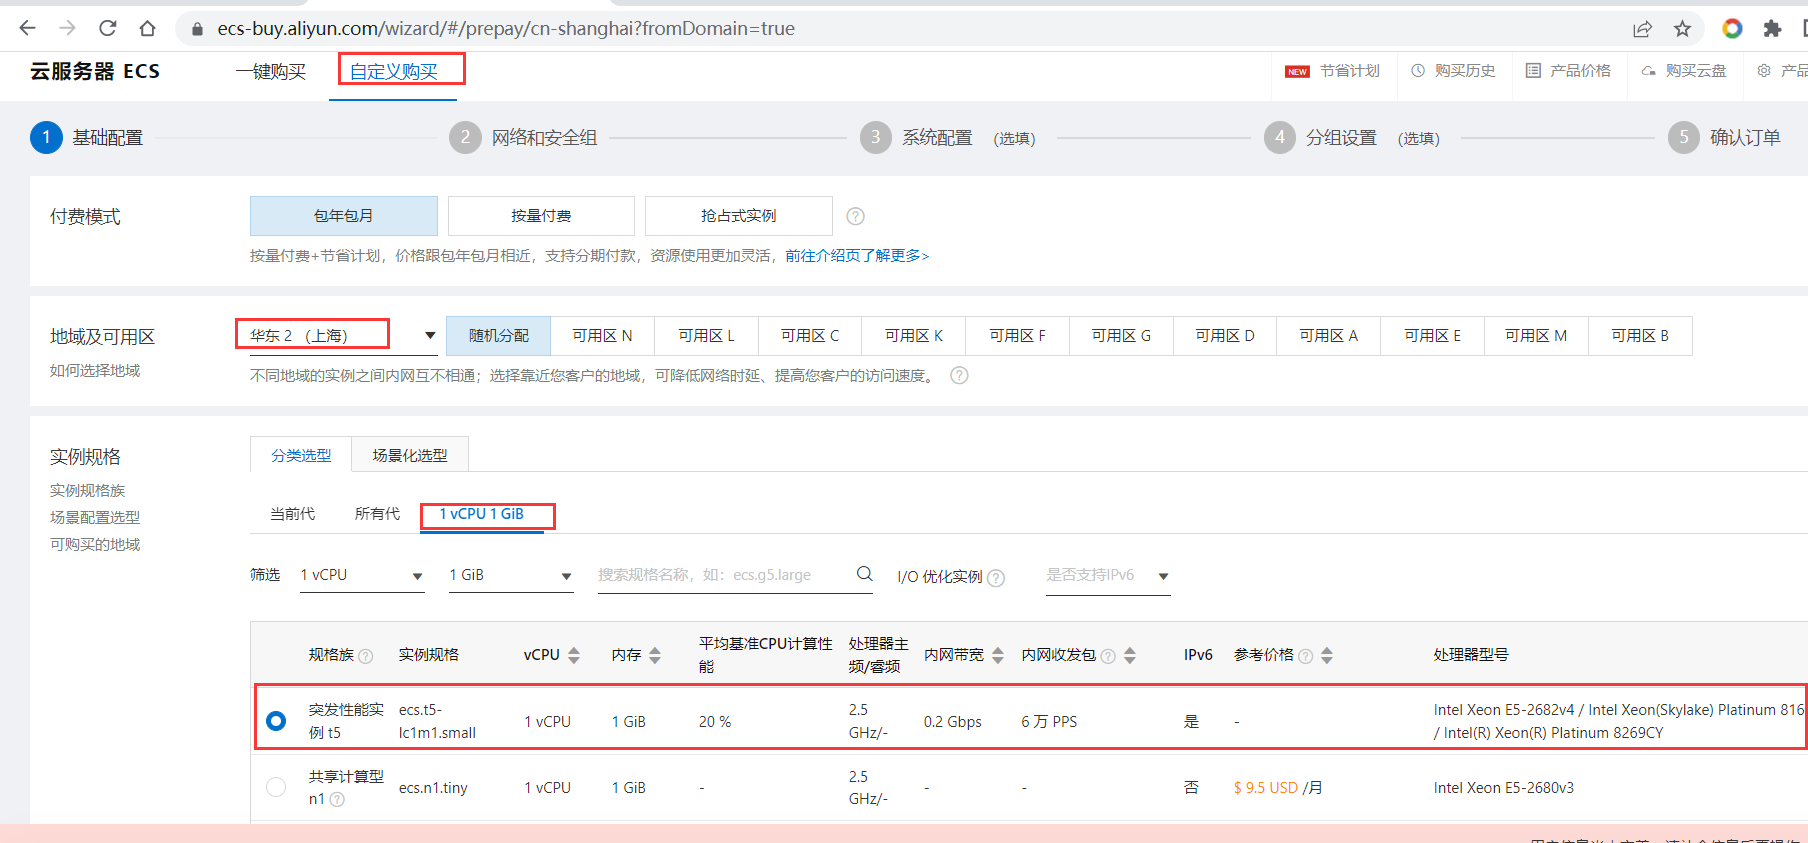 ecs-buy.aliyun.com/wizard/#/prepay/cn-shanghai?fromDomain=true
云服务器 ECS 一键购买 自定义购买 NEW 节省计划 购买历史 产品价格 购买云盘 产品
1 基础配置 2 网络和安全组 3 系统配置 (选填) 4 分组设置 (选填) 5 确认订单
付费模式 包年包月 按量付费 抢占式实例 ?
按量付费+节省计划，价格跟包年包月相近，支持分期付款，资源使用更加灵活，前往介绍页了解更多>
地域及可用区 华东 2 （上海） 随机分配 可用区 N 可用区 L 可用区 C 可用区 K 可用区 F 可用区 G 可用区 D 可用区 A 可用区 E 可用区 M 可用区 B
如何选择地域 不同地域的实例之间内网互不相通；选择靠近您客户的地域，可降低网络时延、提高您客户的访问速度。 ?
实例规格 分类选型 场景化选型
实例规格族
场景配置选型 当前代 所有代 1 vCPU 1 GiB
可购买的地域
筛选 1 vCPU 1 GiB 搜索规格名称，如：ecs.g5.large I/O 优化实例 ? 是否支持IPv6
规格族 ? 实例规格 vCPU 内存 平均基准CPU计算性能 处理器主频/睿频 内网带宽 内网收发包 ? IPv6 参考价格 ? 处理器型号
突发性能实例 t5 ecs.t5-lc1m1.small 1 vCPU 1 GiB 20 % 2.5 GHz/- 0.2 Gbps 6 万 PPS 是 - Intel Xeon E5-2682v4 / Intel Xeon(Skylake) Platinum 816
/ Intel(R) Xeon(R) Platinum 8269CY
共享计算型 n1 ? ecs.n1.tiny 1 vCPU 1 GiB - 2.5 GHz/- - - 否 $ 9.5 USD /月 Intel Xeon E5-2680v3